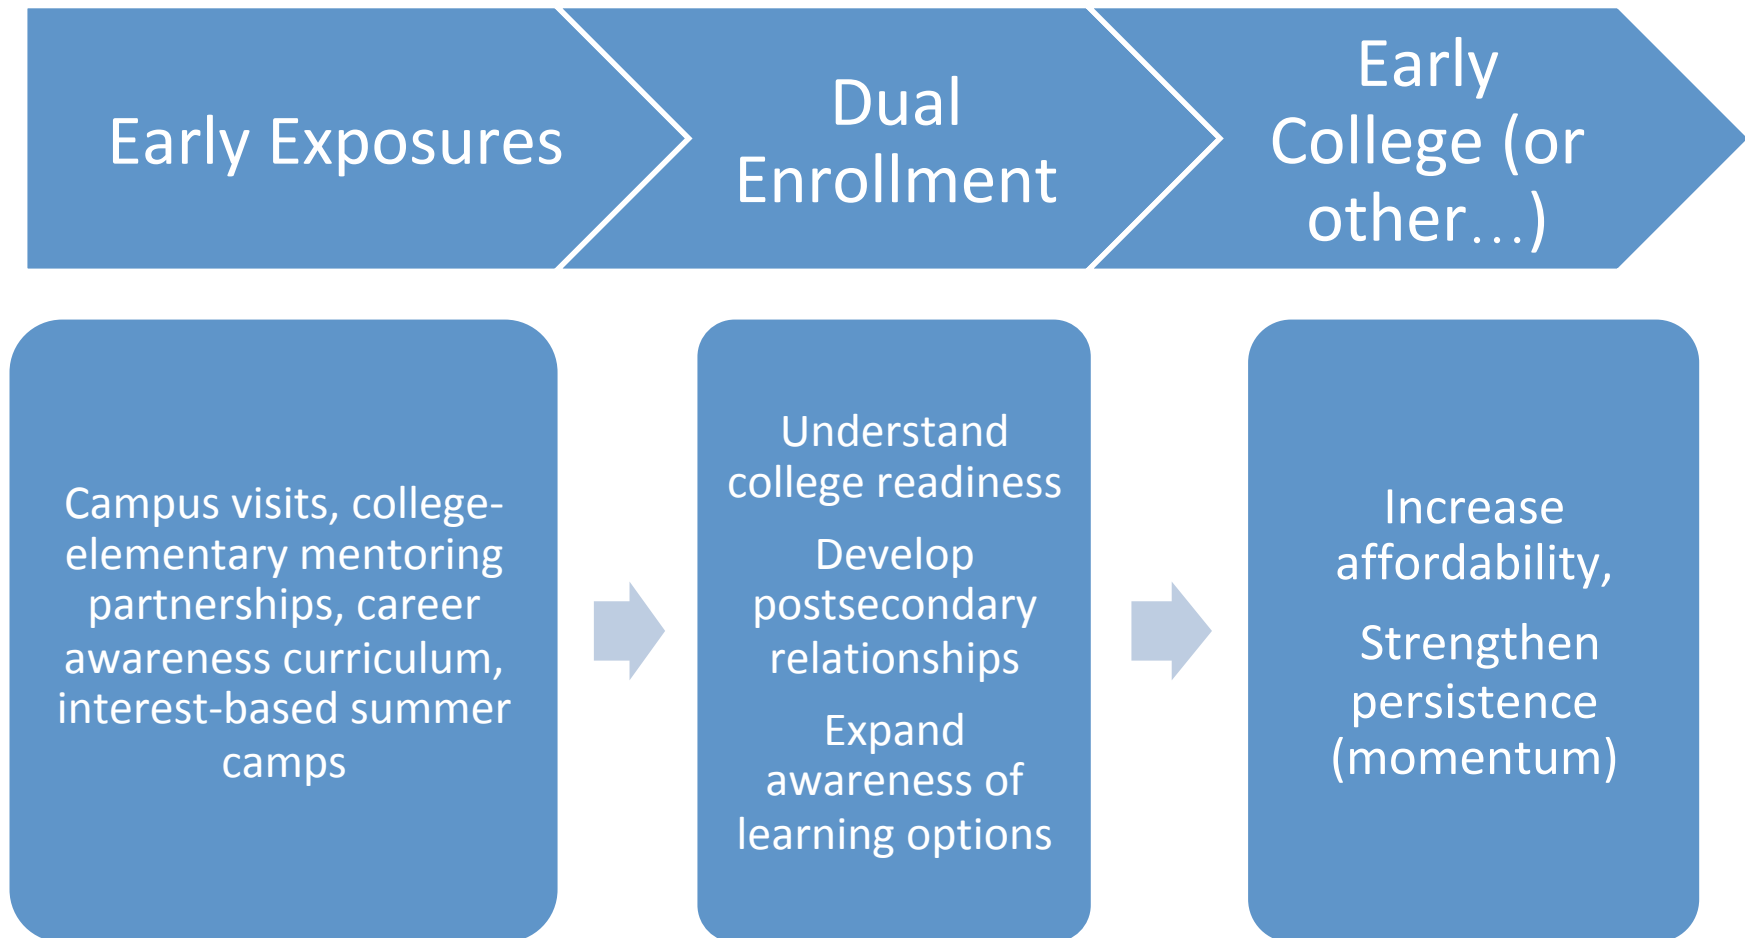 Early Exposures
Dual
Enrollment
Early
College (or
other...)
Campus visits, college-
elementary mentoring
partnerships, career
awareness curriculum,
interest-based summer
camps
Understand
college readiness
Develop
postsecondary
relationships
Expand
awareness of
learning options
Increase
affordability,
Strengthen
persistence
(momentum)